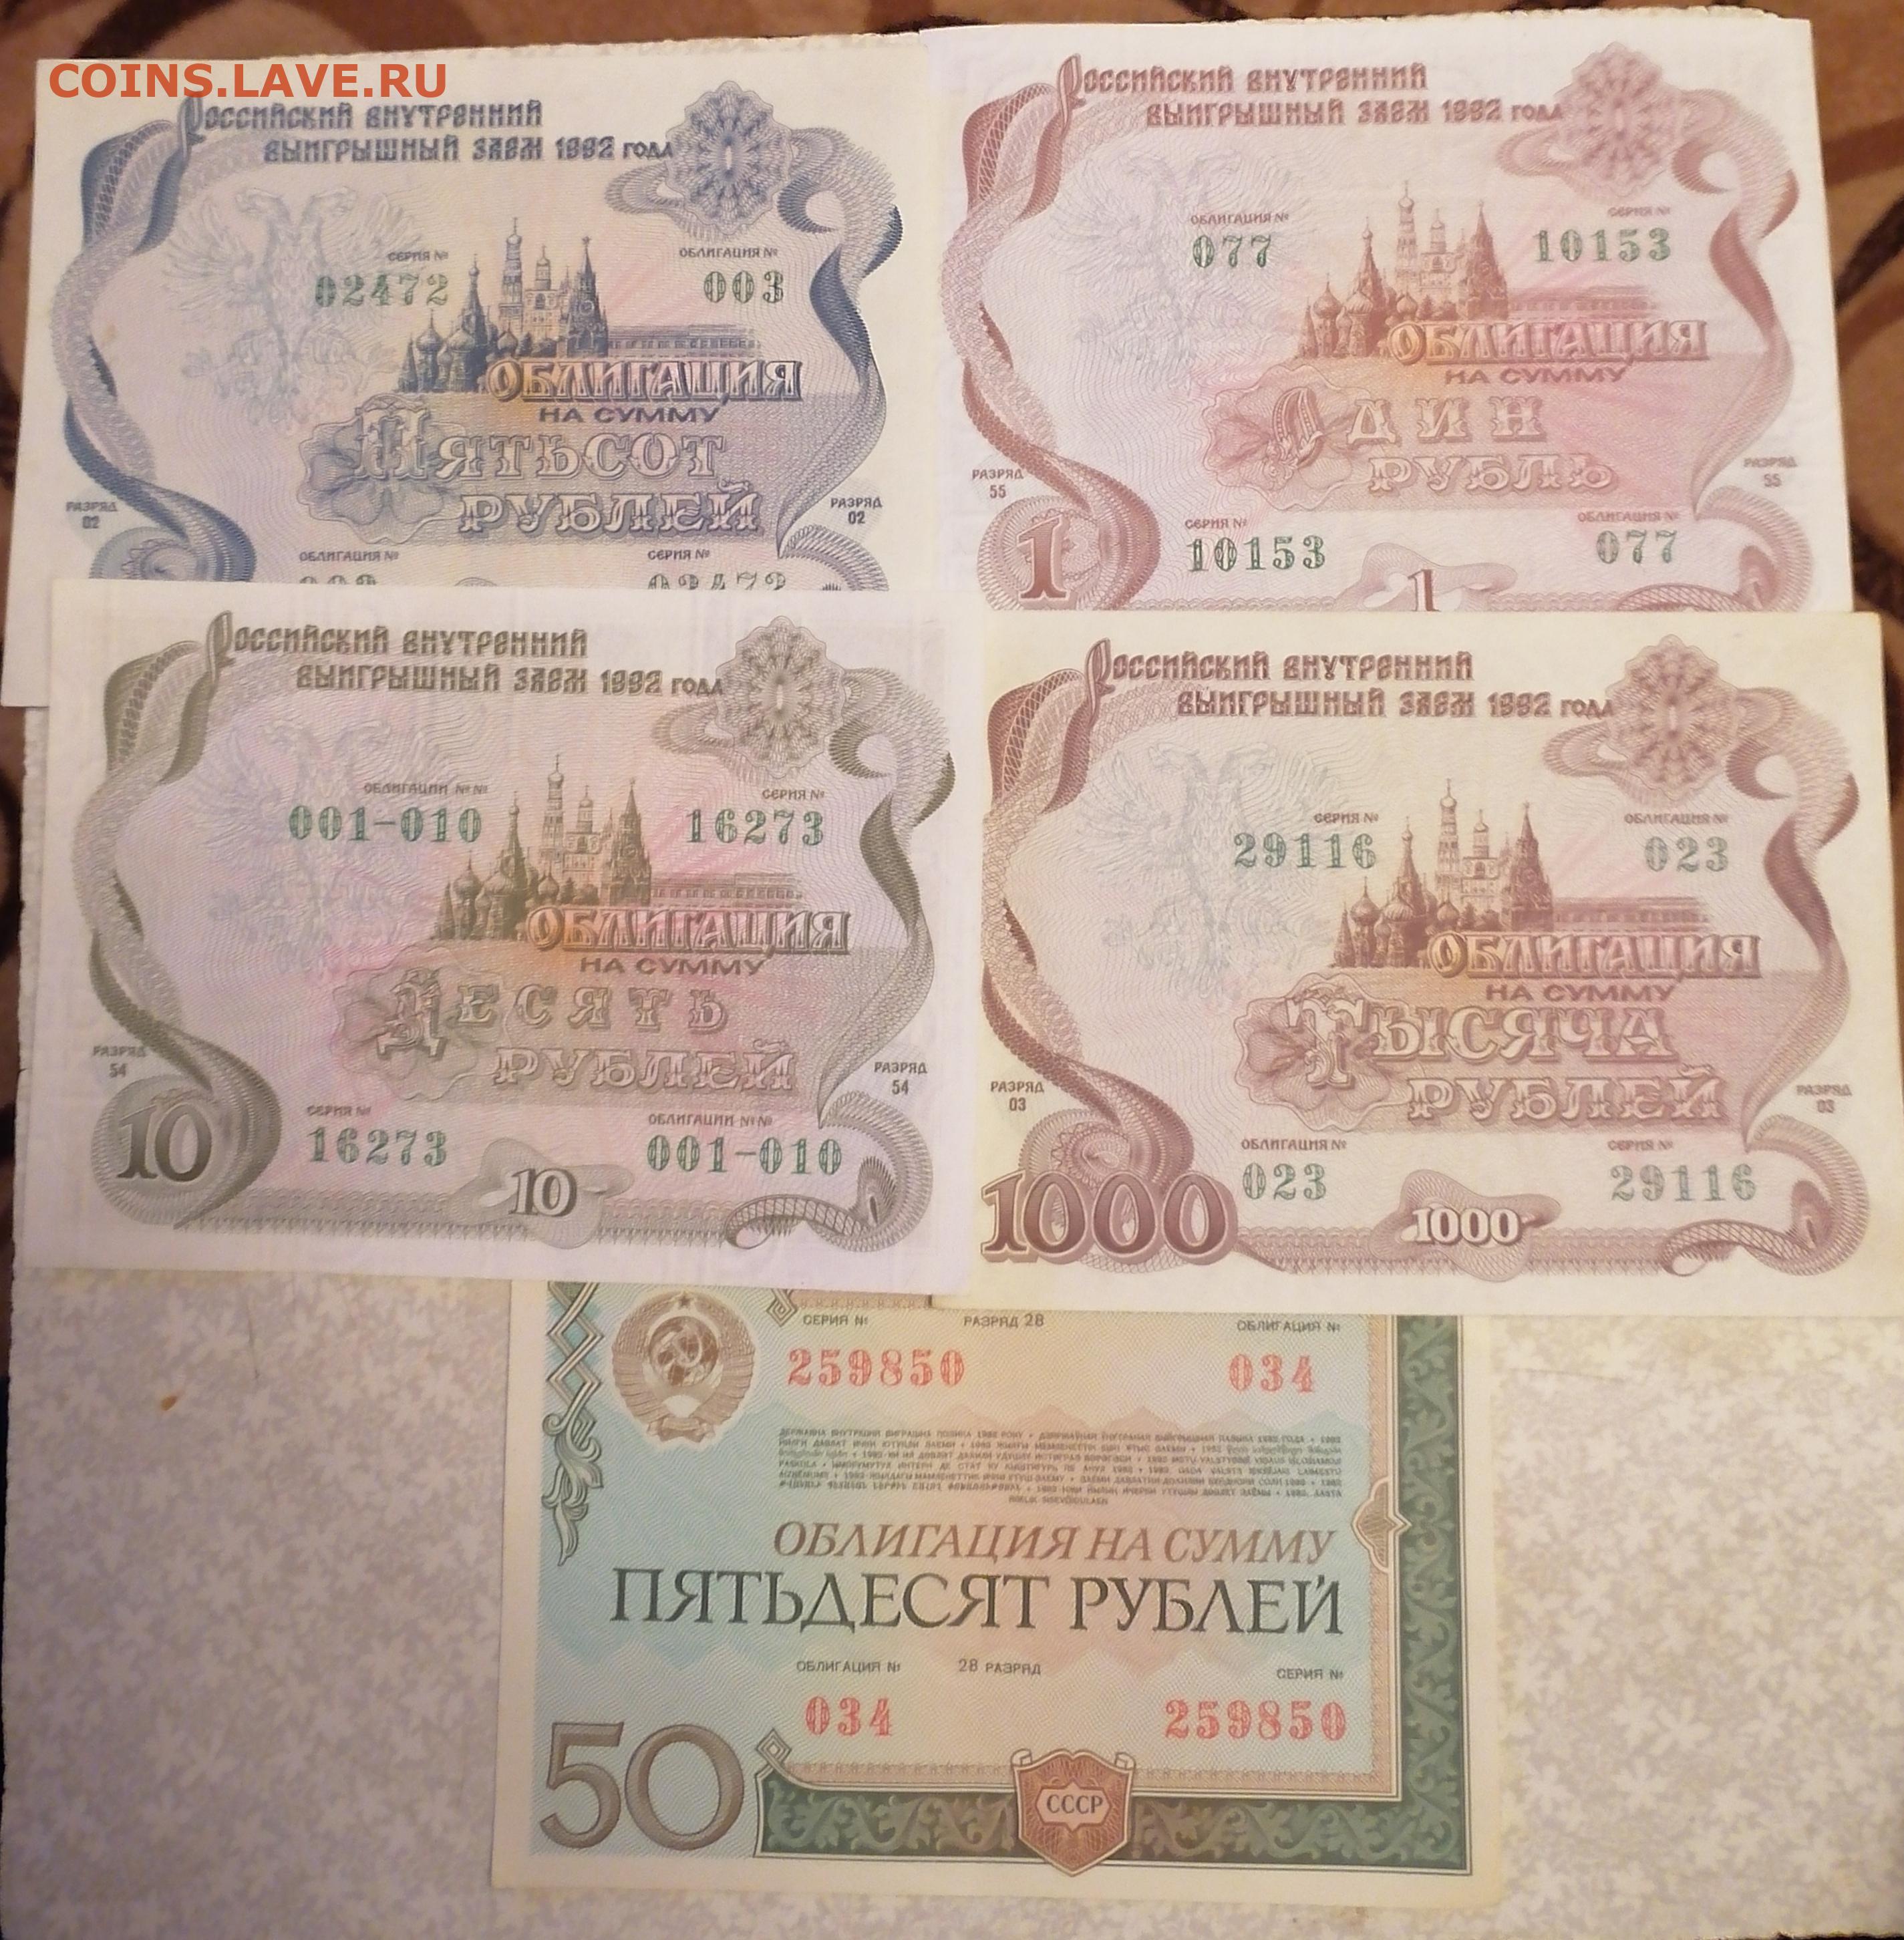 COINS.LAVE.RU
Российский внутренний
выигрышный заем 1992 года
СЕРИЯ № ОБЛИГАЦИЯ №
02472 003
ОБЛИГАЦИЯ
НА СУММУ
Пятьсот
рублей
РАЗРЯД РАЗРЯД
02 02
ОБЛИГАЦИЯ № СЕРИЯ №
003 02472
Российский внутренний
выигрышный заем 1992 года
ОБЛИГАЦИЯ № СЕРИЯ №
077 10153
ОБЛИГАЦИЯ
НА СУММУ
Один
рубль
РАЗРЯД РАЗРЯД
55 55
СЕРИЯ № ОБЛИГАЦИЯ №
1 10153 077
1
Российский внутренний
выигрышный заем 1992 года
ОБЛИГАЦИИ №№ СЕРИЯ №
001-010 16273
ОБЛИГАЦИЯ
НА СУММУ
Десять
рублей
РАЗРЯД РАЗРЯД
54 54
СЕРИЯ № ОБЛИГАЦИИ №№
10 16273 001-010
10
Российский внутренний
выигрышный заем 1992 года
СЕРИЯ № ОБЛИГАЦИЯ №
29116 023
ОБЛИГАЦИЯ
НА СУММУ
Тысяча
рублей
РАЗРЯД РАЗРЯД
03 03
ОБЛИГАЦИЯ № СЕРИЯ №
023 29116
1000 1000
СЕРИЯ № РАЗРЯД 28 ОБЛИГАЦИЯ №
259850 034
ОБЛИГАЦИЯ НА СУММУ
ПЯТЬДЕСЯТ РУБЛЕЙ
ОБЛИГАЦИЯ № 28 РАЗРЯД СЕРИЯ №
034 259850
50
СССР